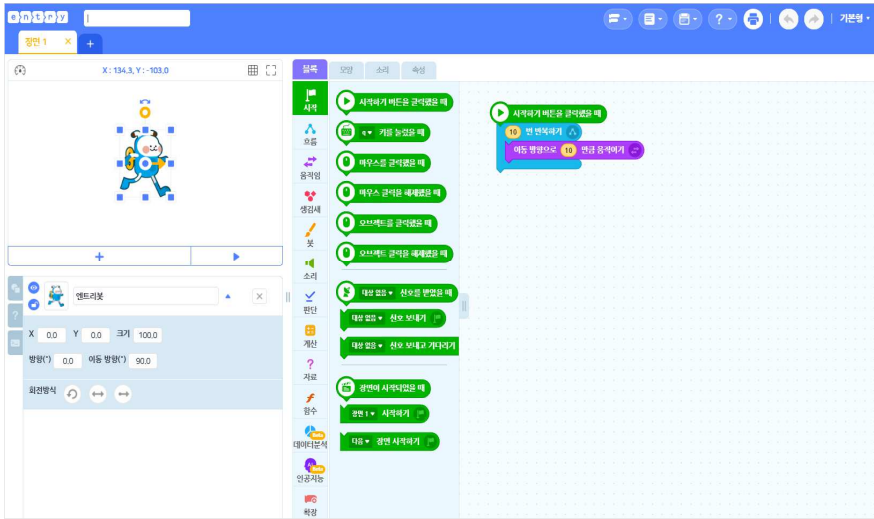 entry
기본형
장면 1
X : 134.3, Y : -103.0
블록 모양 소리 속성
시작
흐름
움직임
생김새
붓
소리
판단
계산
자료
함수
데이터분석
Beta
인공지능
Beta
확장
시작하기 버튼을 클릭했을 때
q 키를 눌렀을 때
마우스를 클릭했을 때
마우스 클릭을 해제했을 때
오브젝트를 클릭했을 때
오브젝트 클릭을 해제했을 때
대상 없음 신호를 받았을 때
대상 없음 신호 보내기
대상 없음 신호 보내고 기다리기
장면이 시작되었을 때
장면 1 시작하기
다음 장면 시작하기
시작하기 버튼을 클릭했을 때
10 번 반복하기
이동 방향으로 10 만큼 움직이기
엔트리봇
X 0.0 Y 0.0 크기 100.0
방향(°) 0.0 이동 방향(°) 90.0
회전방식